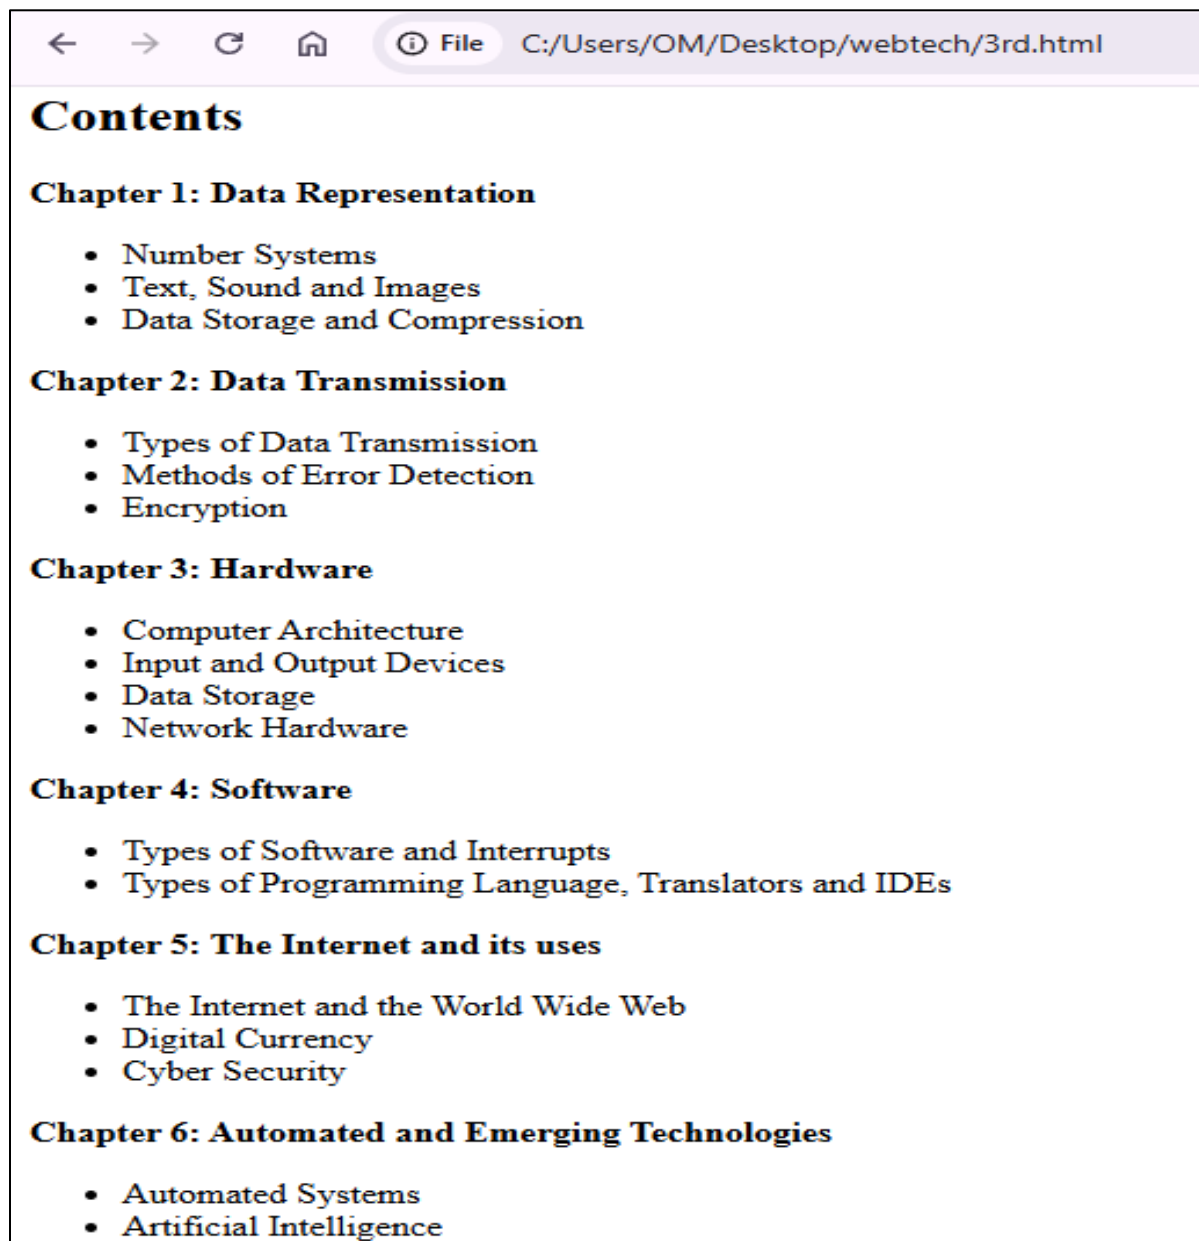 File C:/Users/OM/Desktop/webtech/3rd.html
Contents
Chapter 1: Data Representation
• Number Systems
• Text, Sound and Images
• Data Storage and Compression
Chapter 2: Data Transmission
• Types of Data Transmission
• Methods of Error Detection
• Encryption
Chapter 3: Hardware
• Computer Architecture
• Input and Output Devices
• Data Storage
• Network Hardware
Chapter 4: Software
• Types of Software and Interrupts
• Types of Programming Language, Translators and IDEs
Chapter 5: The Internet and its uses
• The Internet and the World Wide Web
• Digital Currency
• Cyber Security
Chapter 6: Automated and Emerging Technologies
• Automated Systems
• Artificial Intelligence